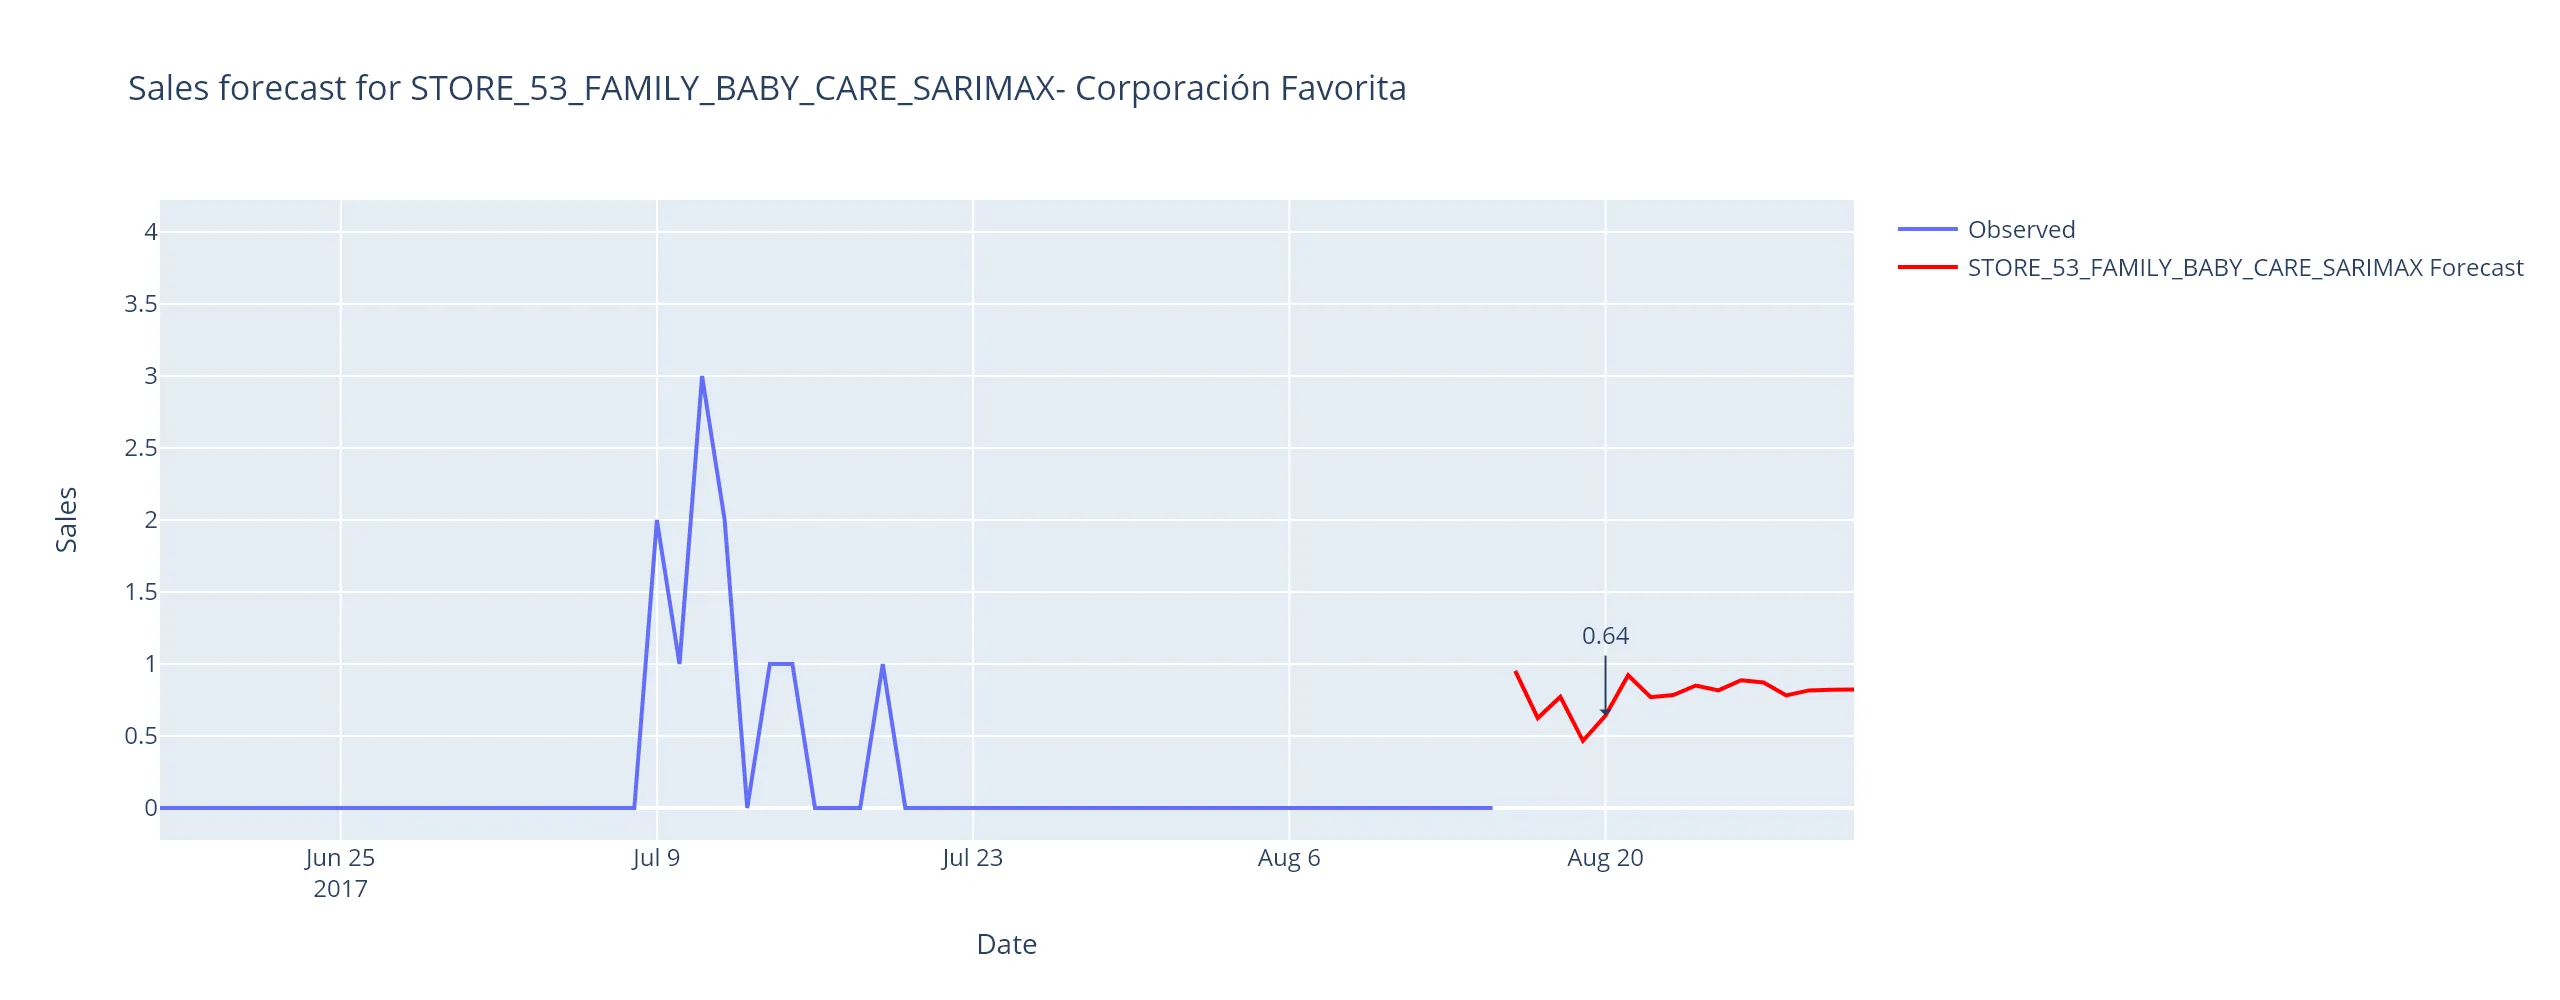 Sales forecast for STORE_53_FAMILY_BABY_CARE_SARIMAX- Corporación Favorita
Observed
STORE_53_FAMILY_BABY_CARE_SARIMAX Forecast
4
3.5
3
2.5
2
1.5
1
0.5
0
Sales
0.64
Jun 25
2017
Jul 9
Jul 23
Aug 6
Aug 20
Date